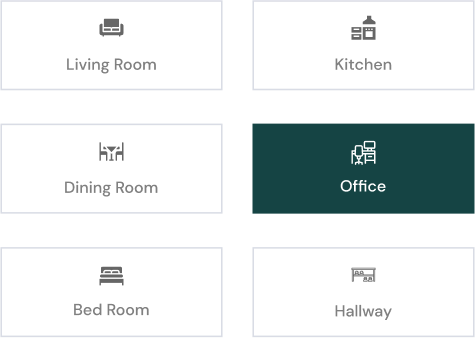 Living Room
Kitchen
Dining Room
Office
Bed Room
Hallway